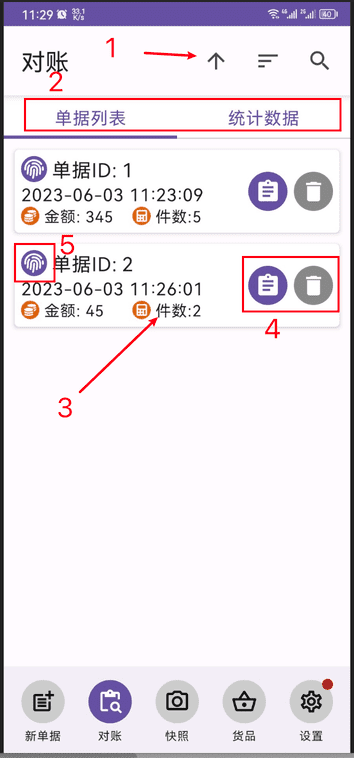 11:29 33.1 K/s 4G 2G 40
1
对账
2
单据列表 统计数据
单据ID: 1
2023-06-03 11:23:09
金额: 345 件数:5
5
单据ID: 2
2023-06-03 11:26:01
金额: 45 件数:2
4
3
新单据 对账 快照 货品 设置